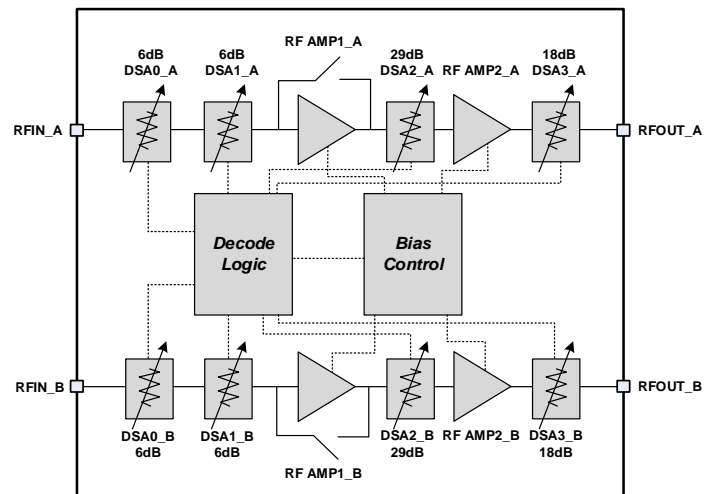 RF AMP1_A
6dB
DSA0_A
6dB
DSA1_A
29dB
DSA2_A
RF AMP2_A
18dB
DSA3_A
RFIN_A
RFOUT_A
Decode
Logic
Bias
Control
RFIN_B
RFOUT_B
DSA0_B
6dB
DSA1_B
6dB
RF AMP1_B
DSA2_B
29dB
RF AMP2_B
DSA3_B
18dB